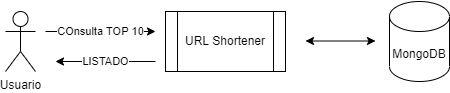 COnsulta TOP 10
URL Shortener
LISTADO
MongoDB
Usuario